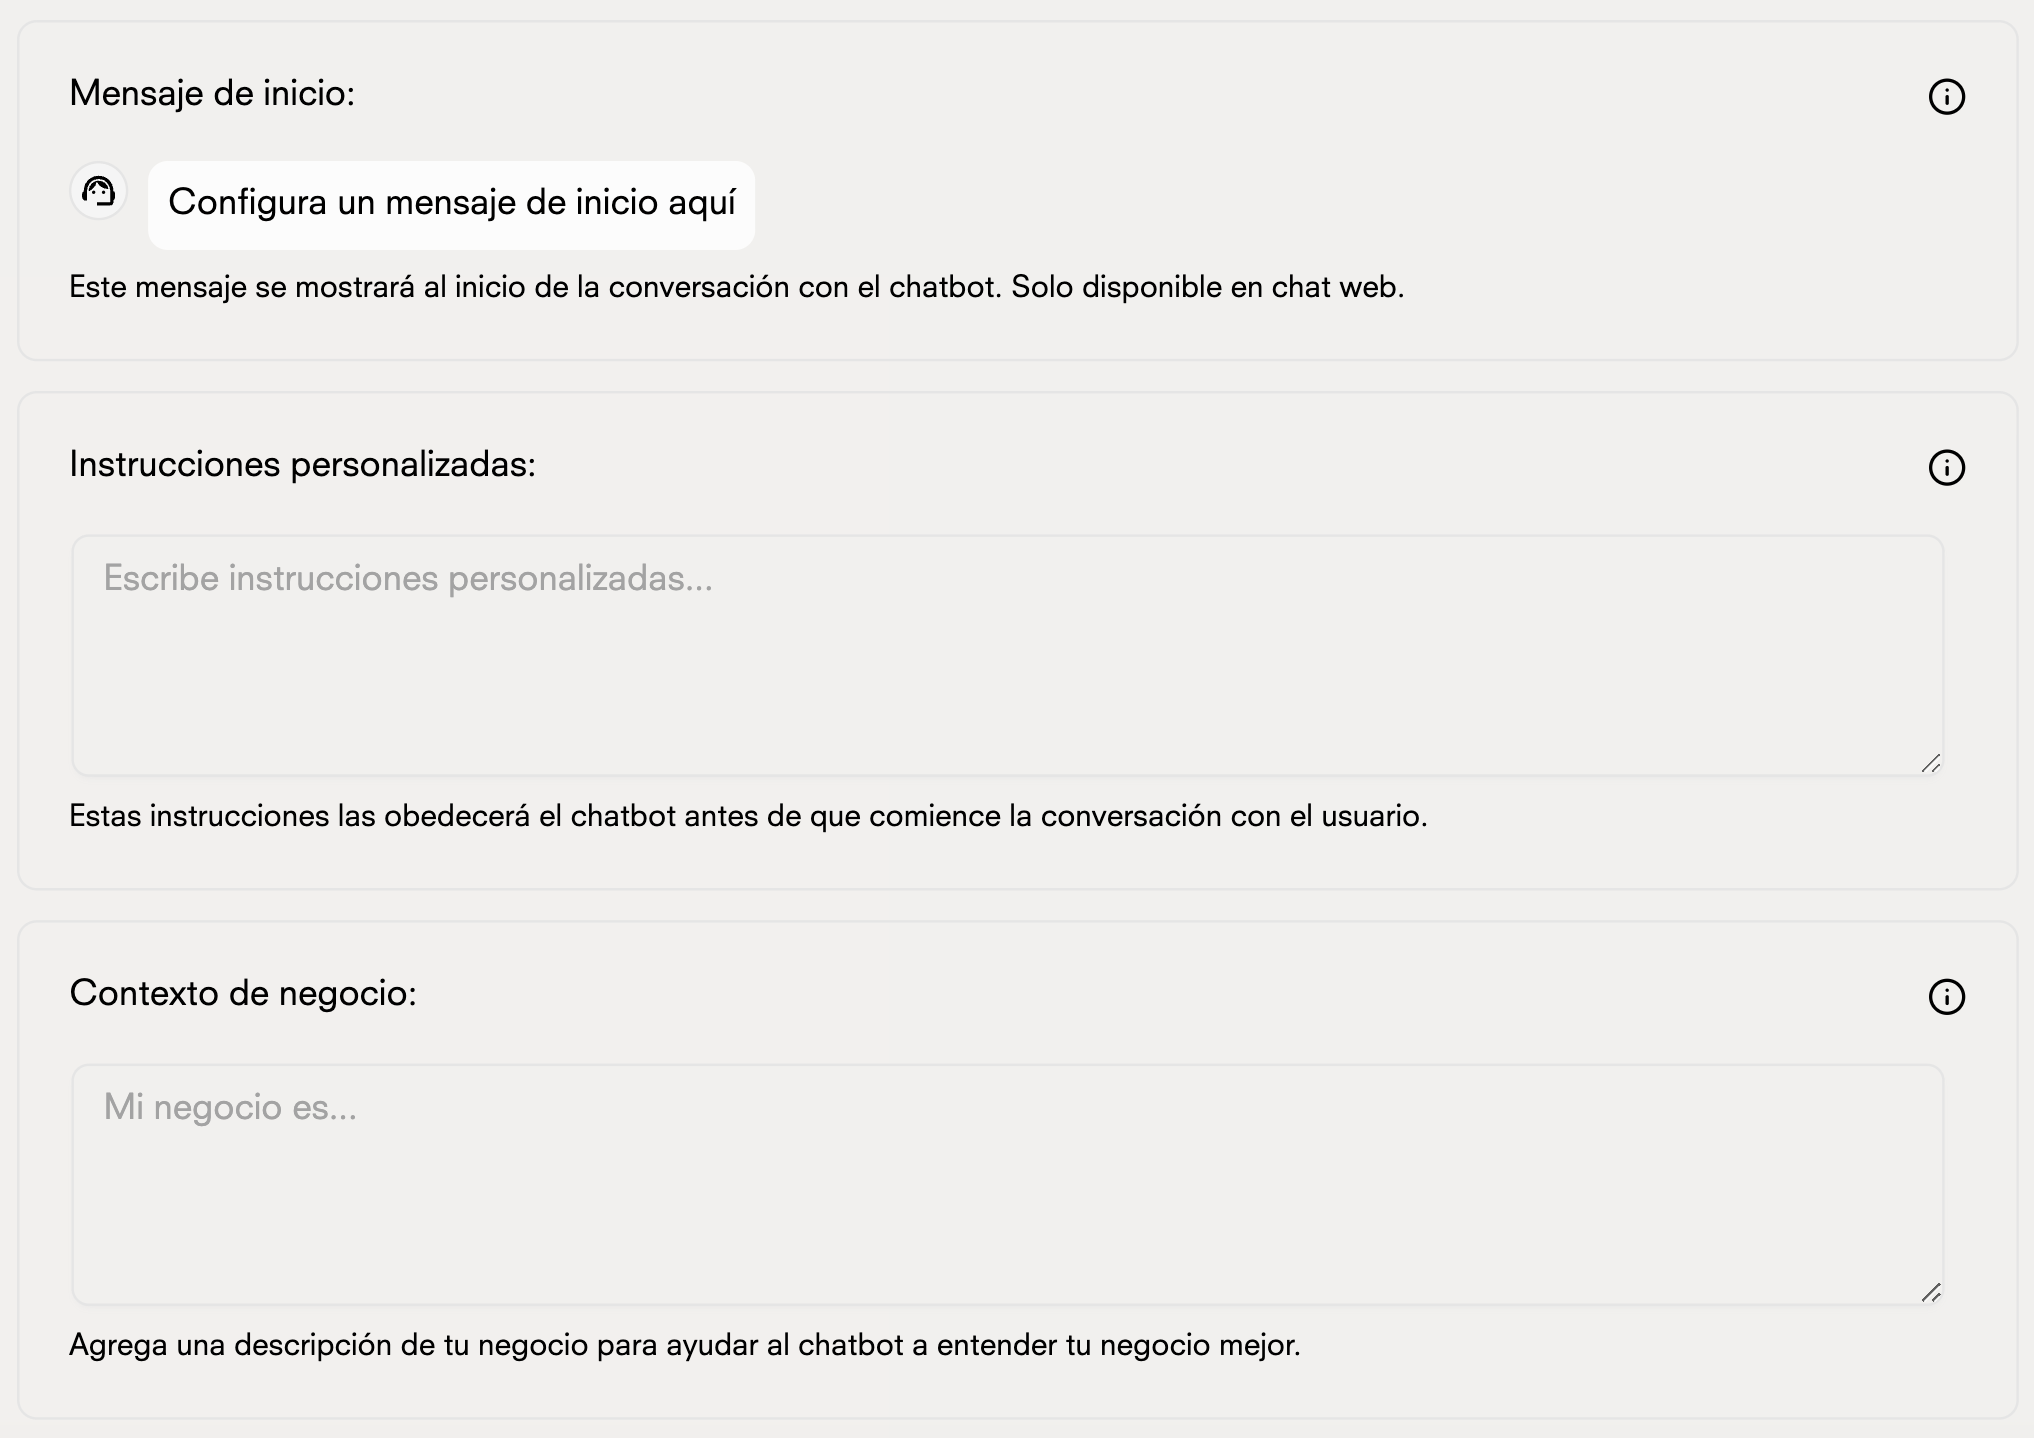 Mensaje de inicio:
Configura un mensaje de inicio aquí
Este mensaje se mostrará al inicio de la conversación con el chatbot. Solo disponible en chat web.
Instrucciones personalizadas:
Escribe instrucciones personalizadas...
Estas instrucciones las obedecerá el chatbot antes de que comience la conversación con el usuario.
Contexto de negocio:
Mi negocio es...
Agrega una descripción de tu negocio para ayudar al chatbot a entender tu negocio mejor.